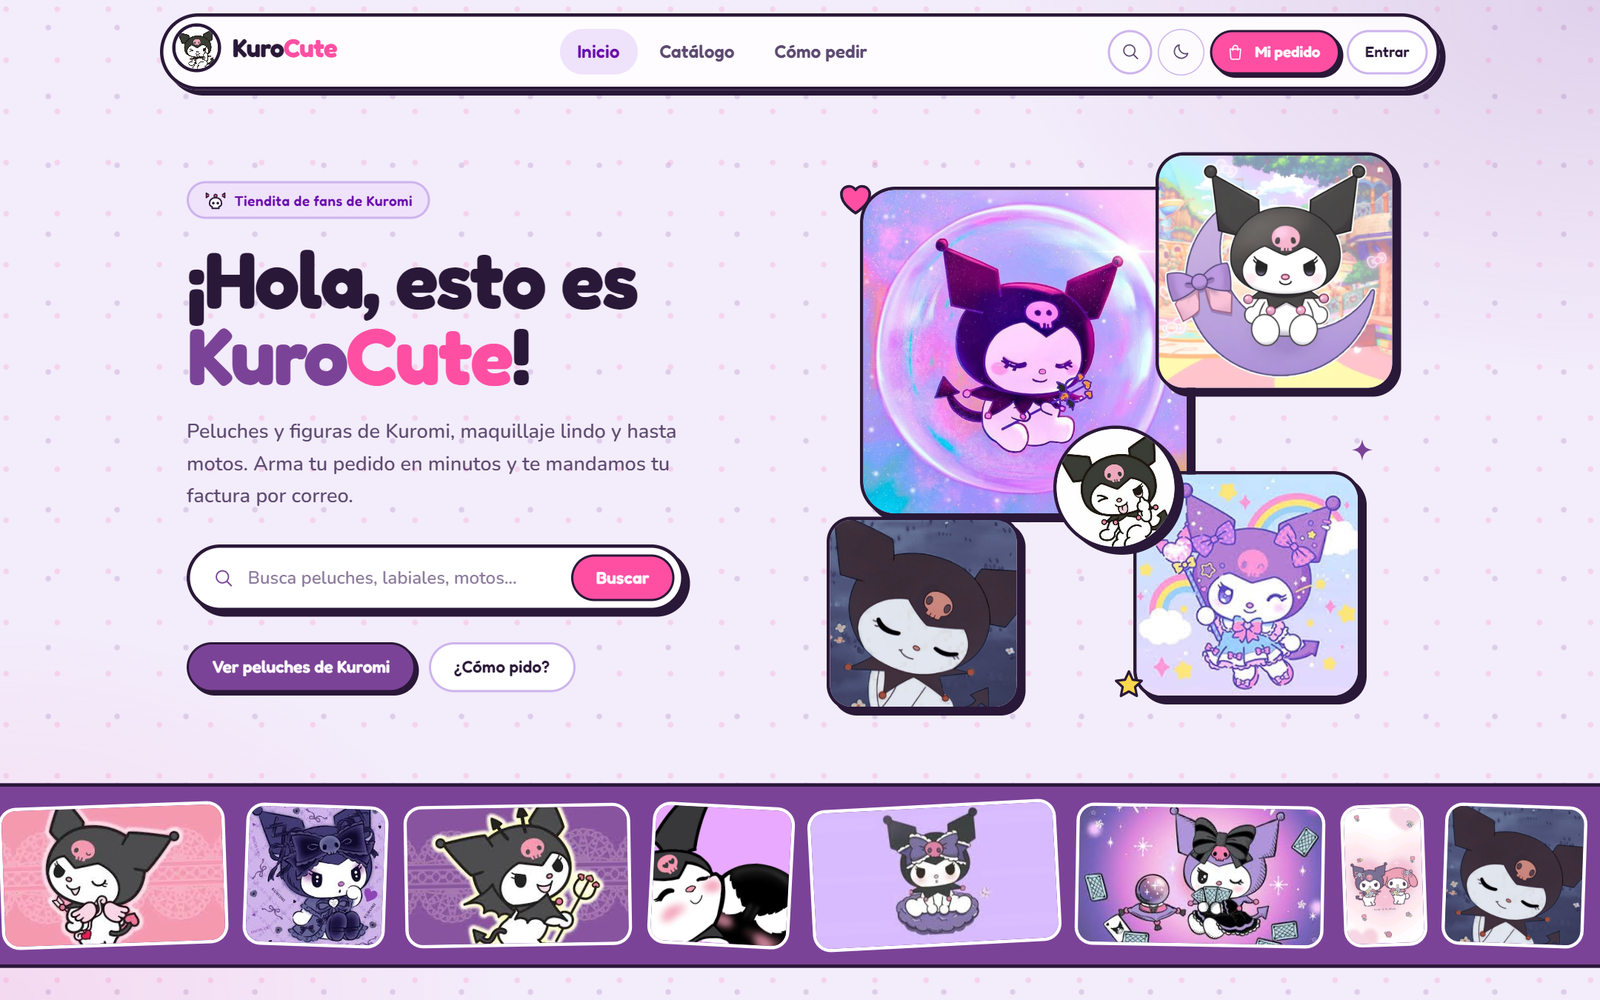 KuroCute
Inicio
Catálogo
Cómo pedir
Mi pedido
Entrar
Tiendita de fans de Kuromi
¡Hola, esto es
KuroCute!
Peluches y figuras de Kuromi, maquillaje lindo y hasta
motos. Arma tu pedido en minutos y te mandamos tu
factura por correo.
Busca peluches, labiales, motos...
Buscar
Ver peluches de Kuromi
¿Cómo pido?